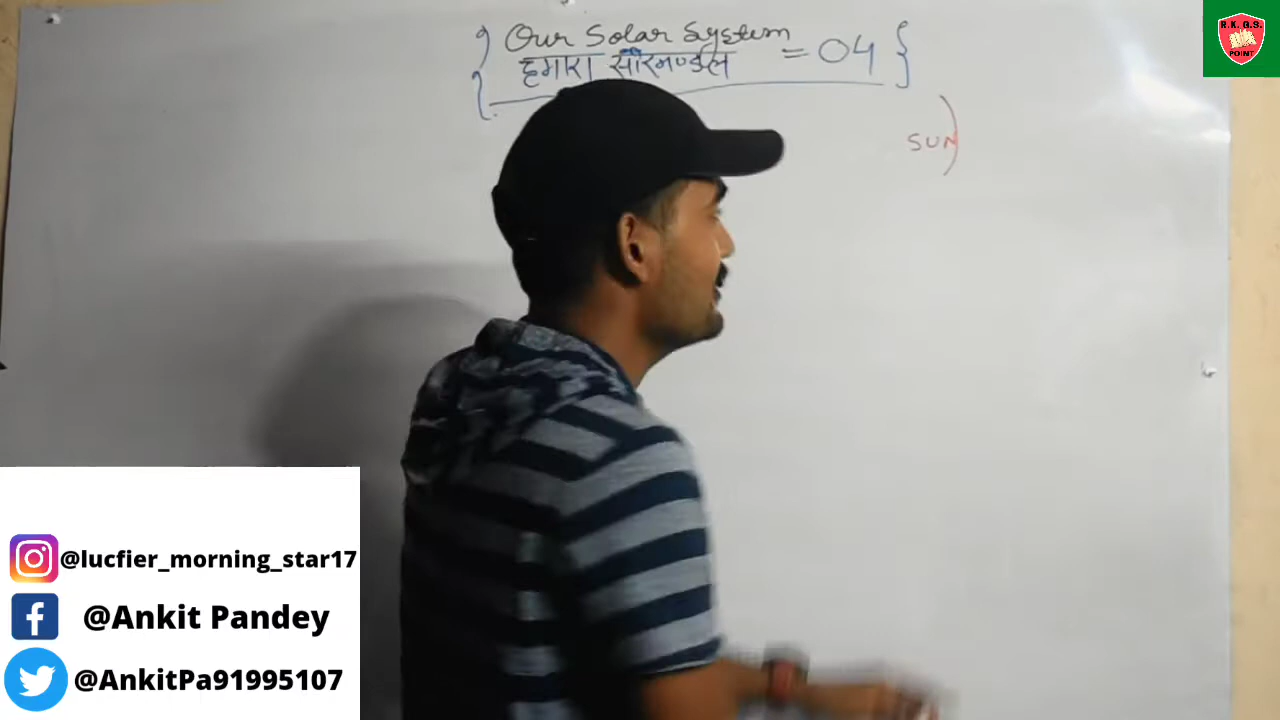 Our Solar System
हमारा सौरमण्डल = 04
SUN
R.K.G.S.
POINT
@lucfier_morning_star17
@Ankit Pandey
@AnkitPa91995107